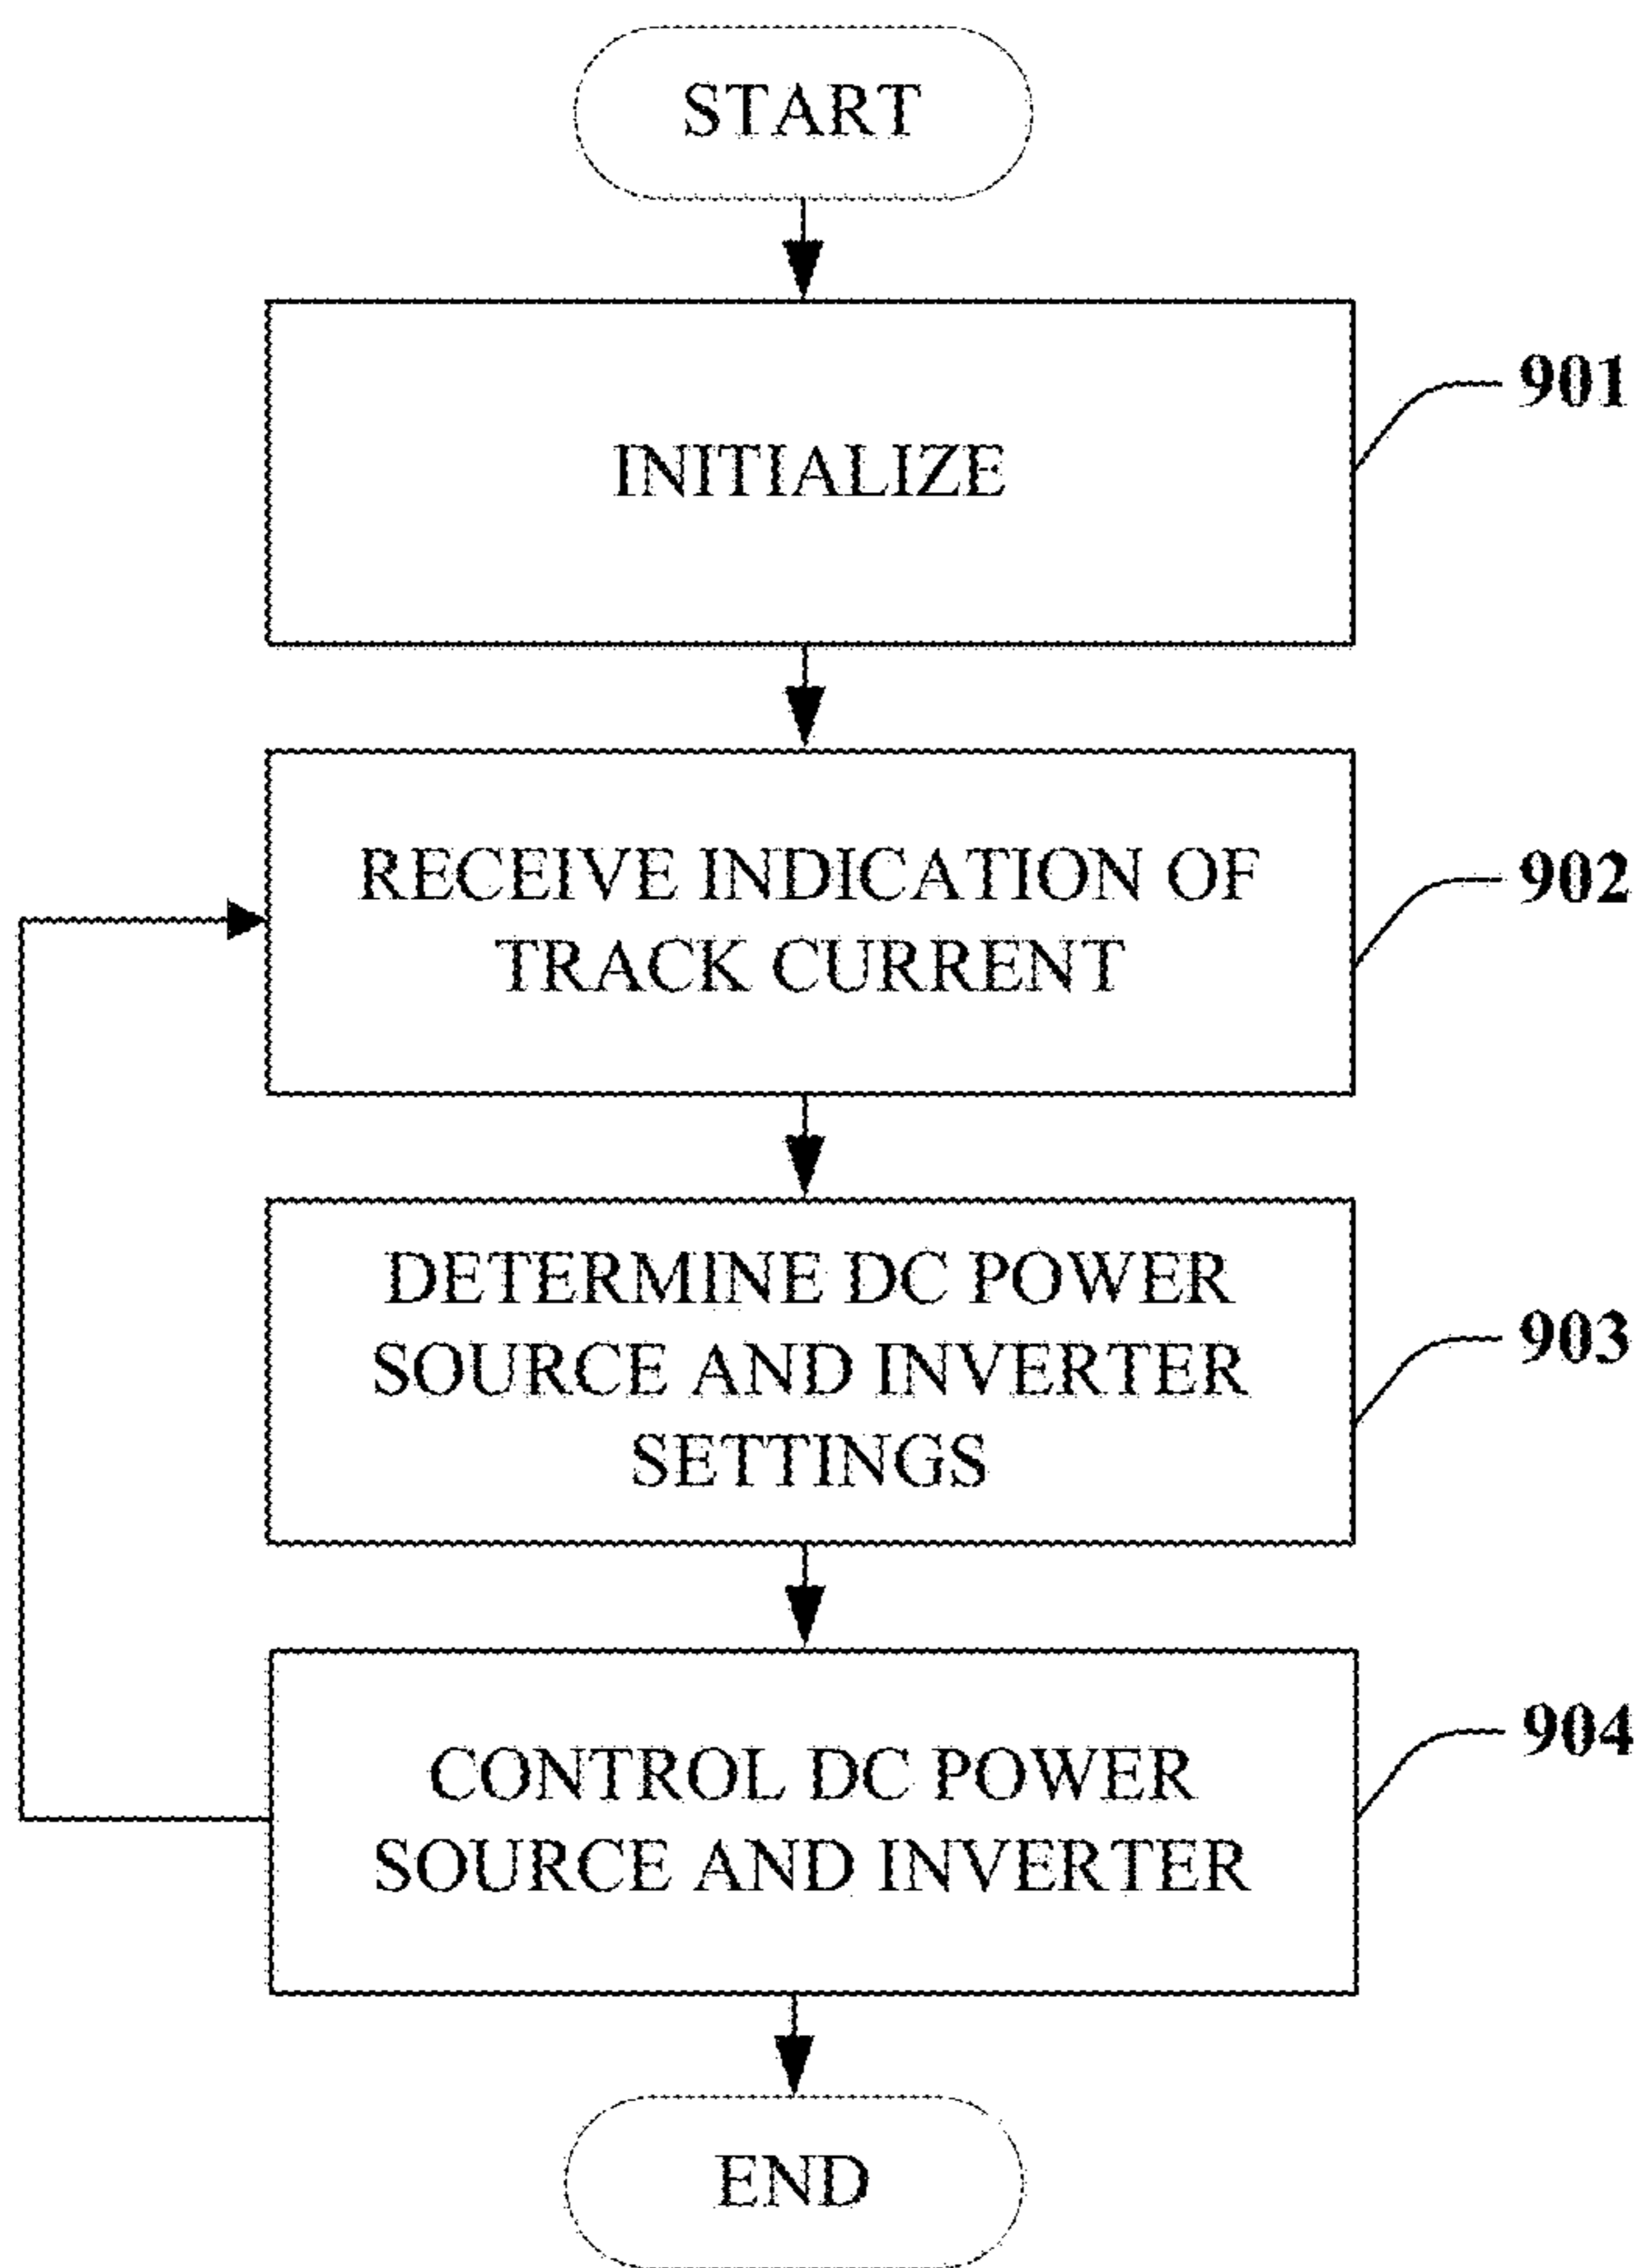 START
INITIALIZE
901
RECEIVE INDICATION OF
TRACK CURRENT
902
DETERMINE DC POWER
SOURCE AND INVERTER
SETTINGS
903
CONTROL DC POWER
SOURCE AND INVERTER
904
END